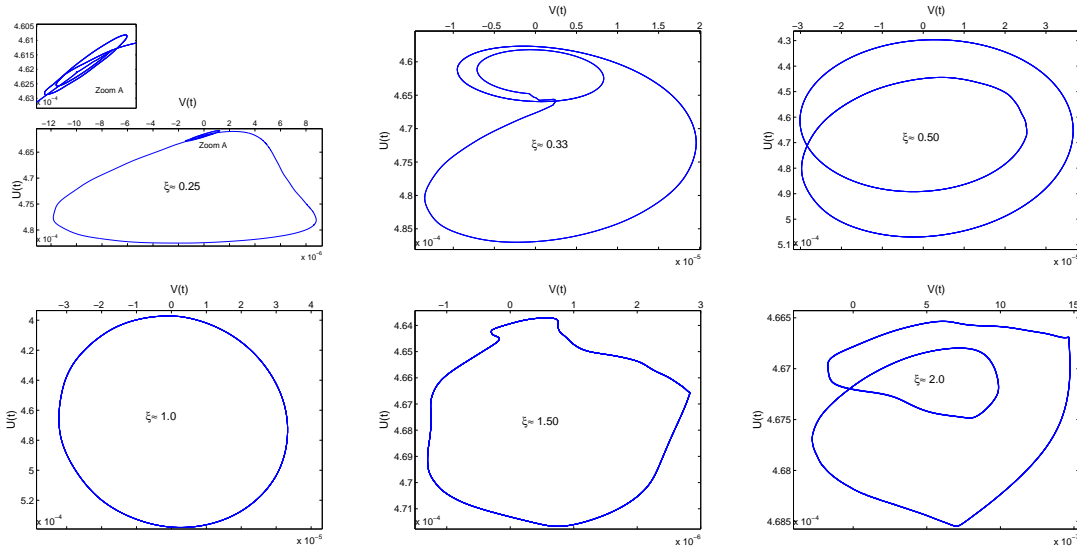 V(t)
−1 −0.5 0 0.5 1 1.5 2
4.6
4.7
4.75
4.8
4.85
U(t)
ξ≈ 0.33
x 10⁻⁴
x 10⁻⁵
V(t)
−3 −2 −1 0 1 2 3
4.3
4.4
4.5
4.6
4.7
4.8
4.9
5
5.1
U(t)
ξ≈ 0.50
x 10⁻⁴
x 10⁻⁵
4.605
4.61
4.615
4.62
4.625
4.63
x 10⁻⁴
Zoom A
V(t)
−12 −10 −8 −6 −4 −2 0 2 4 6 8
4.65
4.7
4.75
4.8
U(t)
Zoom A
ξ≈ 0.25
x 10⁻⁴
x 10⁻⁶
V(t)
−3 −2 −1 0 1 2 3 4
4
4.2
4.4
4.6
4.8
5
5.2
U(t)
ξ≈ 1.0
x 10⁻⁴
x 10⁻⁵
V(t)
−1 0 1 2 3
4.64
4.65
4.66
4.68
4.69
4.7
4.71
U(t)
ξ≈ 1.50
x 10⁻⁴
x 10⁻⁶
V(t)
0 5 10 15
4.665
4.67
4.675
4.68
4.685
U(t)
ξ≈ 2.0
x 10⁻⁴